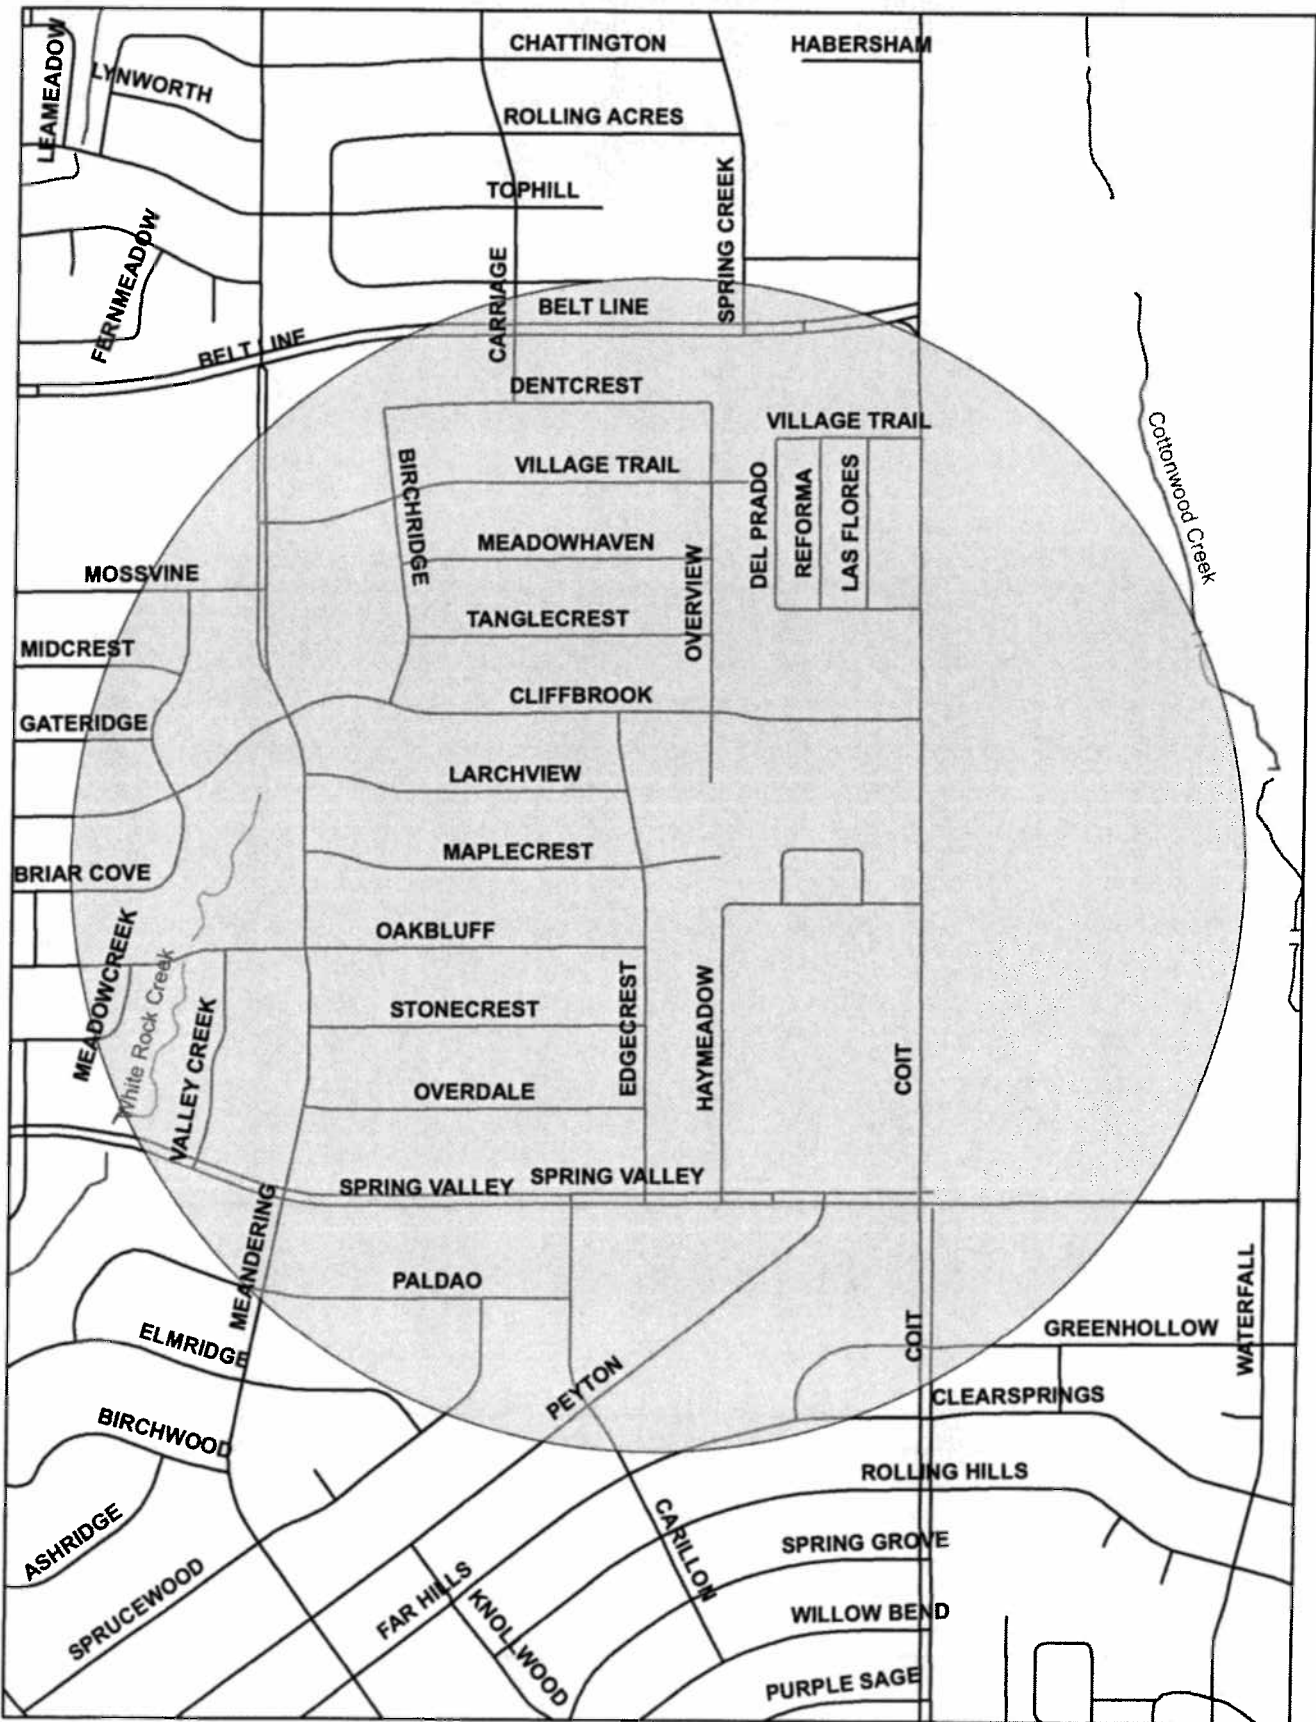 LEAMEADOW
LYNWORTH
CHATTINGTON
HABERSHAM
ROLLING ACRES
TOPHILL
SPRING CREEK
FERNMEADOW
CARRIAGE
BELT LINE
BELT LINE
DENTCREST
VILLAGE TRAIL
VILLAGE TRAIL
BIRCHRIDGE
DEL PRADO
REFORMA
LAS FLORES
Cottonwood Creek
MEADOWHAVEN
OVERVIEW
MOSSVINE
TANGLECREST
MIDCREST
CLIFFBROOK
GATERIDGE
LARCHVIEW
MAPLECREST
BRIAR COVE
OAKBLUFF
MEADOWCREEK
White Rock Creek
VALLEY CREEK
STONECREST
EDGECREST
HAYMEADOW
COIT
OVERDALE
SPRING VALLEY
SPRING VALLEY
MEANDERING
PALDAO
ELMRIDGE
COIT
GREENHOLLOW
WATERFALL
PEYTON
CLEARSPRINGS
BIRCHWOOD
ROLLING HILLS
ASHRIDGE
CARILLON
SPRING GROVE
SPRUCEWOOD
FAR HILLS
KNOLLWOOD
WILLOW BEND
PURPLE SAGE